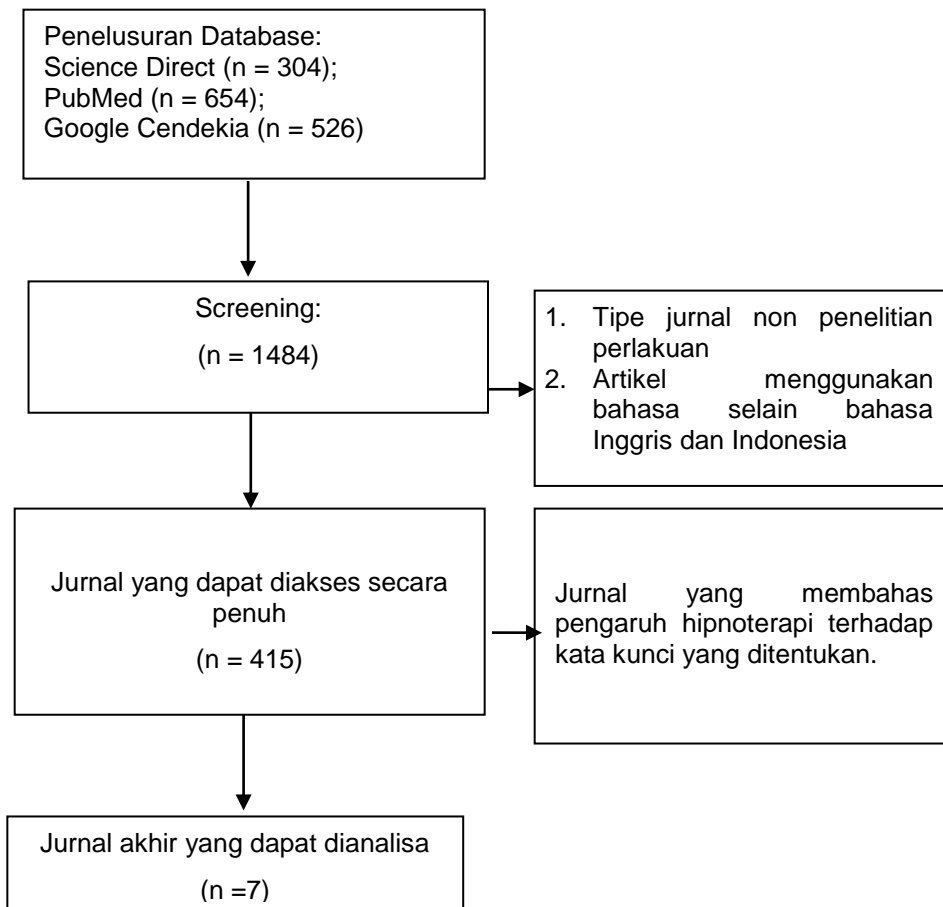 Penelusuran Database:
Science Direct (n = 304);
PubMed (n = 654);
Google Cendekia (n = 526)
Screening:
(n = 1484)
1. Tipe jurnal non penelitian
perlakuan
2. Artikel menggunakan
bahasa selain bahasa
Inggris dan Indonesia
Jurnal yang dapat diakses secara
penuh
(n = 415)
Jurnal yang membahas
pengaruh hipnoterapi terhadap
kata kunci yang ditentukan.
Jurnal akhir yang dapat dianalisa
(n =7)